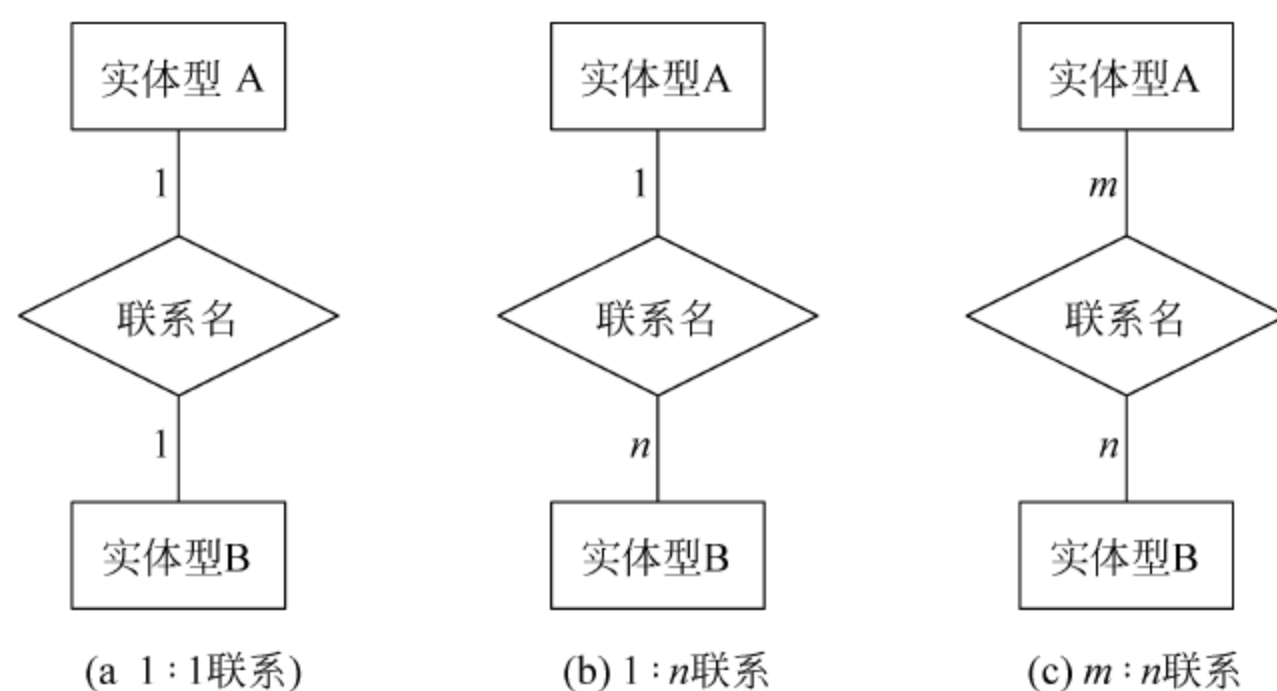 实体型 A
1
联系名
1
实体型B
(a 1∶1联系)
实体型A
1
联系名
n
实体型B
(b) 1∶n联系
实体型A
m
联系名
n
实体型B
(c) m∶n联系